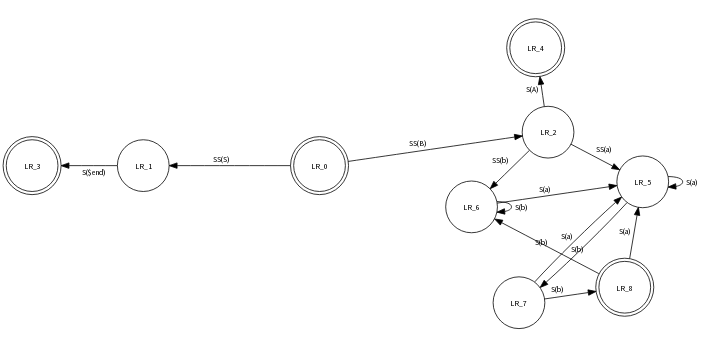 LR_4
S(A)
LR_2
SS(B)
SS(a)
SS(S)
SS(b)
LR_3
S($end)
LR_1
LR_0
LR_5
S(a)
S(a)
LR_6
S(b)
S(a)
S(a)
S(b)
S(b)
LR_8
S(b)
LR_7